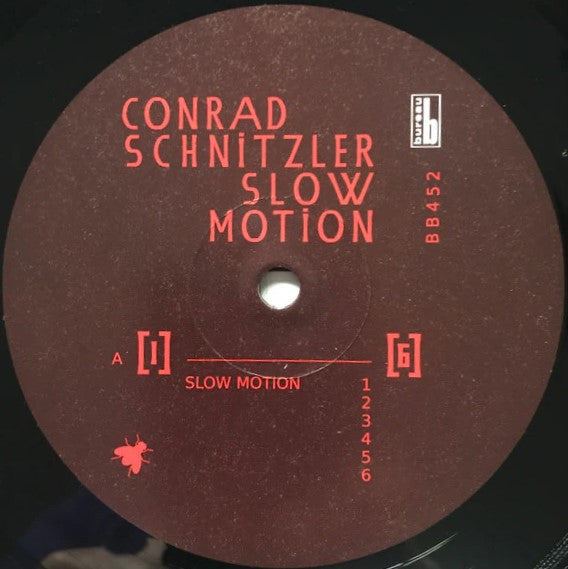 CONRAD
SCHNiTZLER
SLOW
MOTiON
bureau b
BB452
A [1] [6]
SLOW MOTION 1
2
3
4
5
6